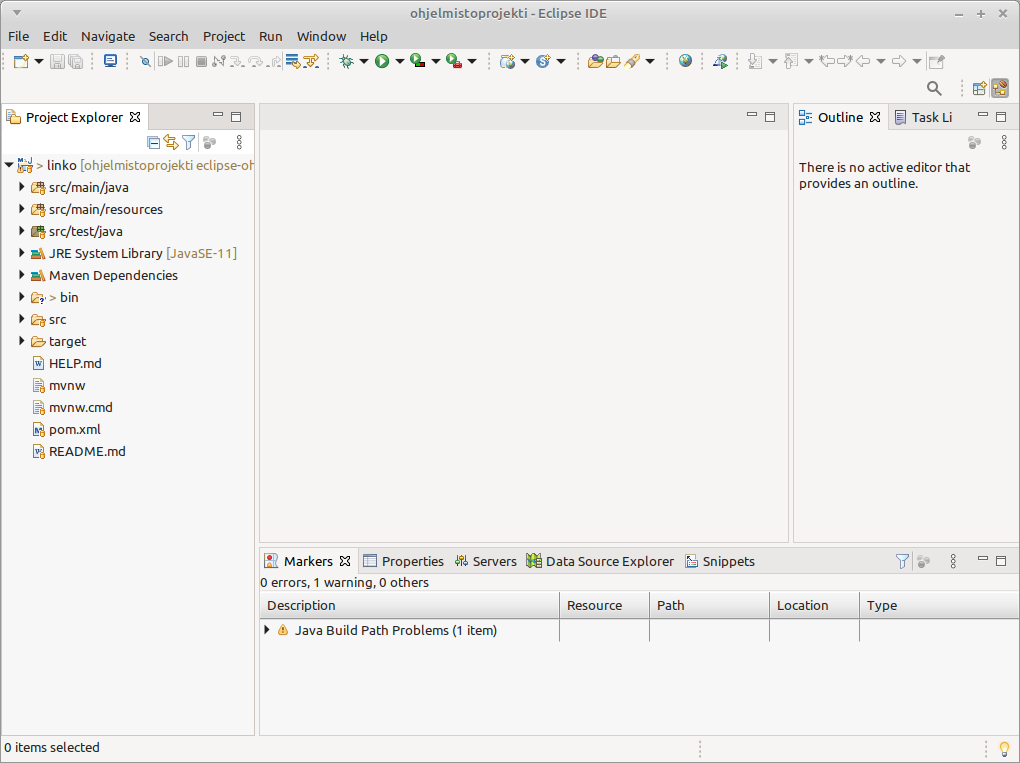 ohjelmistoprojekti - Eclipse IDE
File Edit Navigate Search Project Run Window Help
Project Explorer
Outline
Task Li
> linko [ohjelmistoprojekti eclipse-oh
src/main/java
src/main/resources
src/test/java
JRE System Library [JavaSE-11]
Maven Dependencies
> bin
src
target
HELP.md
mvnw
mvnw.cmd
pom.xml
README.md
There is no active editor that
provides an outline.
Markers
Properties
Servers
Data Source Explorer
Snippets
0 errors, 1 warning, 0 others
Description Resource Path Location Type
Java Build Path Problems (1 item)
0 items selected